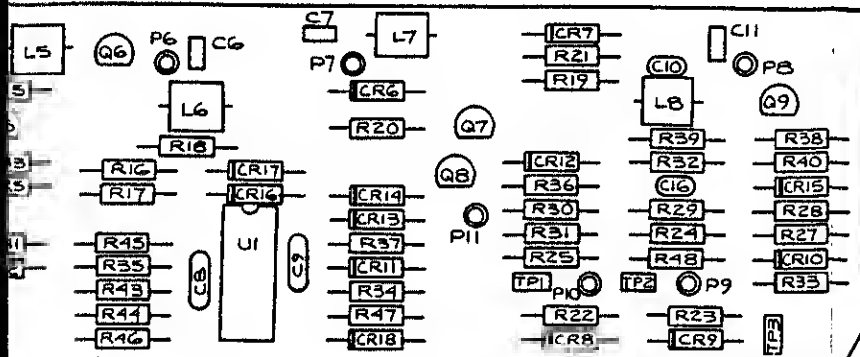 L5
Q6
P6
C6
C7
P7
L7
CR7
R21
R19
C10
C11
P8
L6
CR6
R20
Q7
L8
Q9
R18
R39
R38
R16
CR17
Q8
CR12
R32
R40
R17
CR16
CR14
R36
C16
CR15
CR13
P11
R30
R29
R28
R45
U1
R37
R31
R24
R27
R35
C8
C9
CR11
R25
R48
CR10
R43
R34
TP1
P10
TP2
P9
R33
R44
R47
R22
R23
R46
CR18
CR8
CR9
TP3